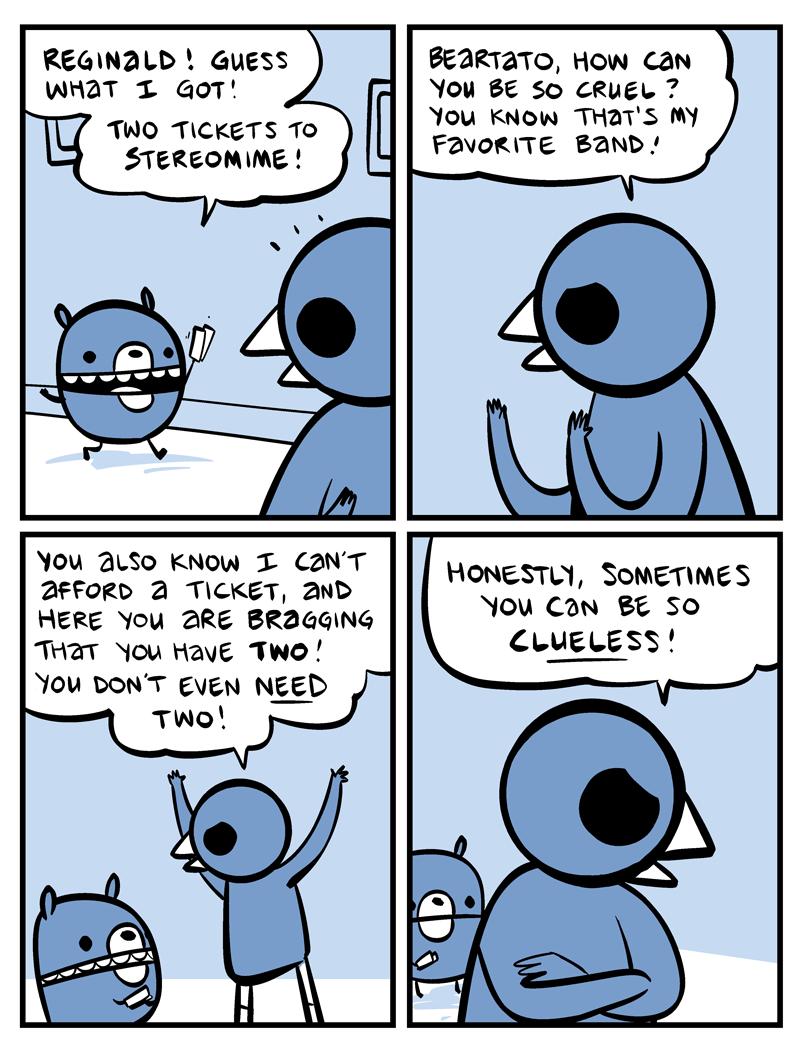 REGINALD! GUESS
WHAT I GOT!
TWO TICKETS TO
STEREOMIME!
BEARTATO, HOW CAN
YOU BE SO CRUEL?
YOU KNOW THAT'S MY
FAVORITE BAND!
YOU ALSO KNOW I CAN'T
AFFORD A TICKET, AND
HERE YOU ARE BRAGGING
THAT YOU HAVE TWO!
YOU DON'T EVEN NEED
TWO!
HONESTLY, SOMETIMES
YOU CAN BE SO
CLUELESS!